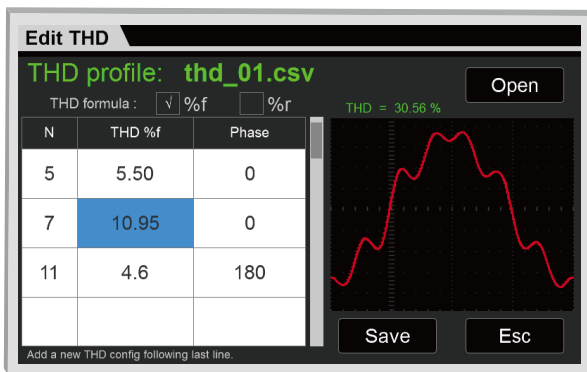 Edit THD
THD profile: thd_01.csv
Open
THD formula : √ %f %r
THD = 30.56 %
N THD %f Phase
5 5.50 0
7 10.95 0
11 4.6 180
Save Esc
Add a new THD config following last line.